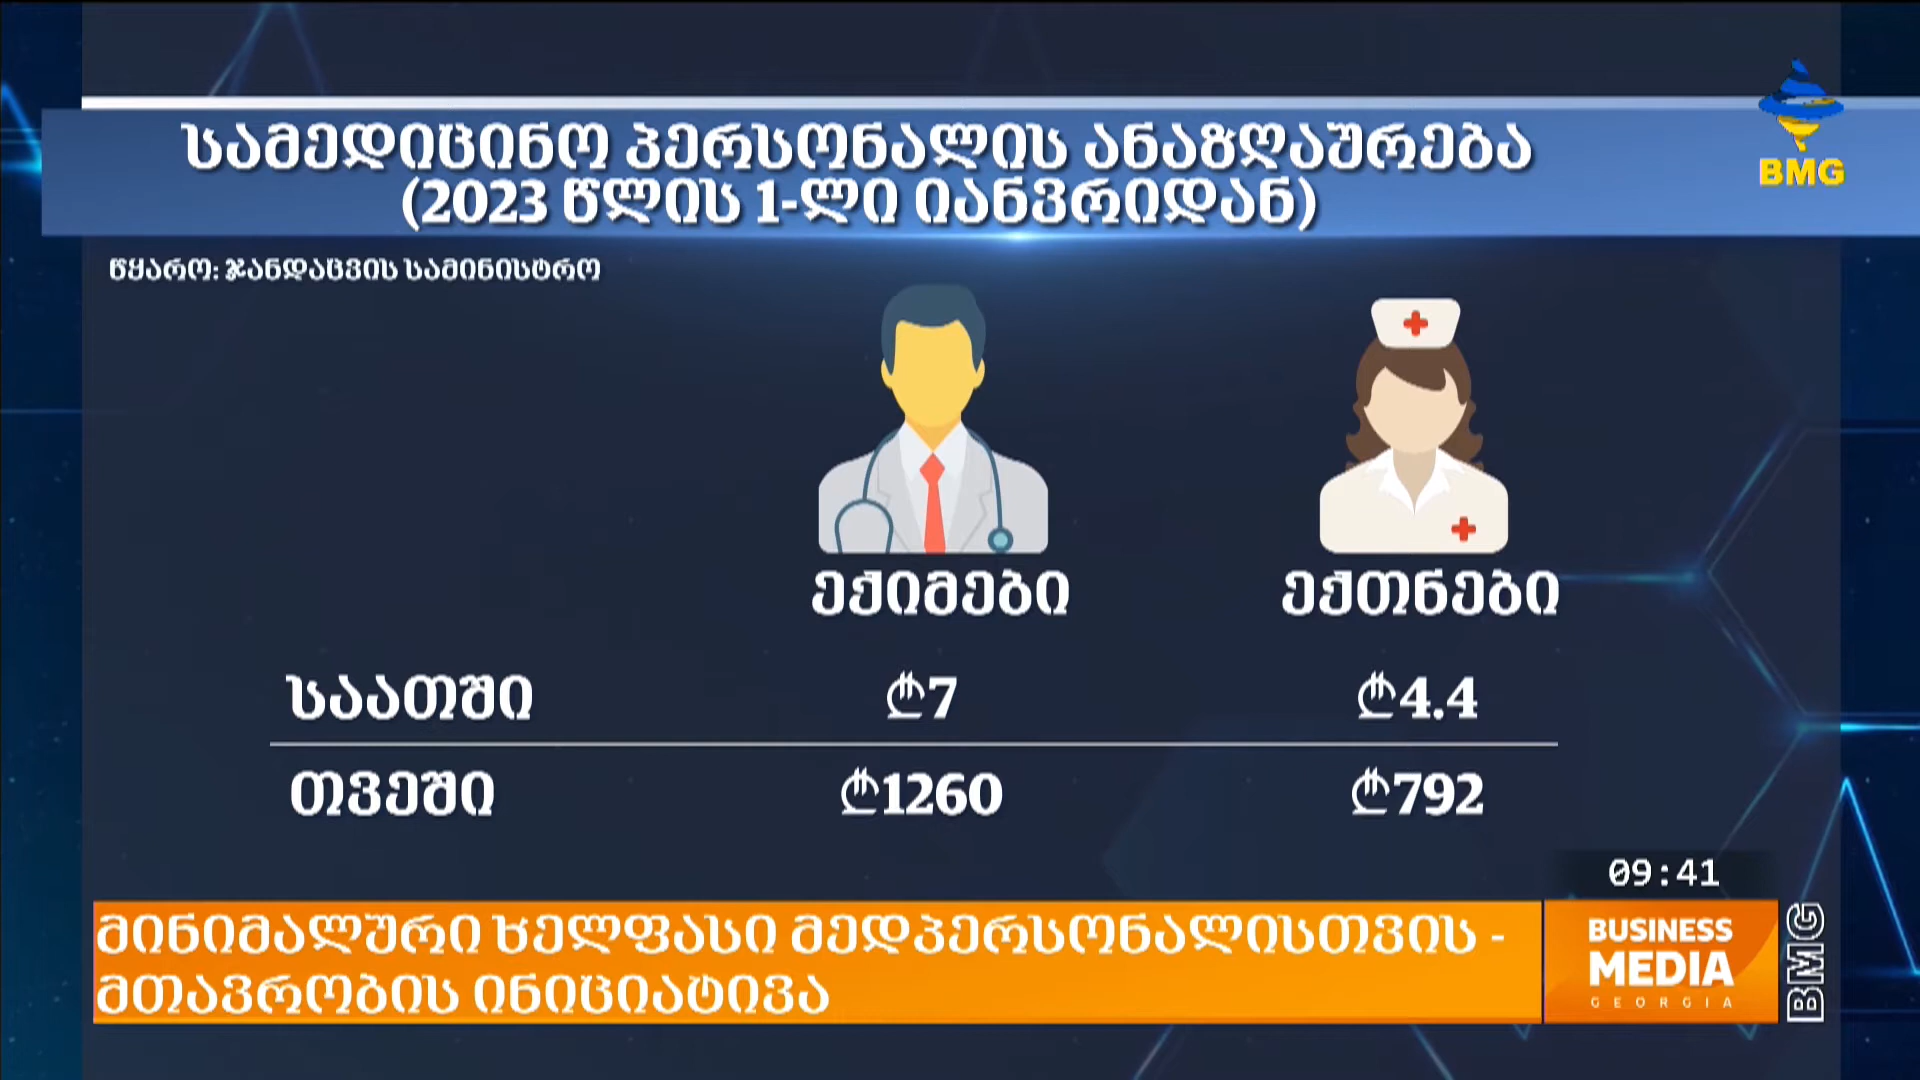 სამედიცინო პერსონალის ანაზღაურება
(2023 წლის 1-ლი იანვრიდან)
BMG
წყარო: ჯანდაცვის სამინისტრო
ექიმები ექთნები
საათში ₾7 ₾4.4
თვეში ₾1260 ₾792
09:41
მინიმალური ხელფასი მედპერსონალისთვის -
მთავრობის ინიციატივა
BUSINESS
MEDIA
GEORGIA
BMG